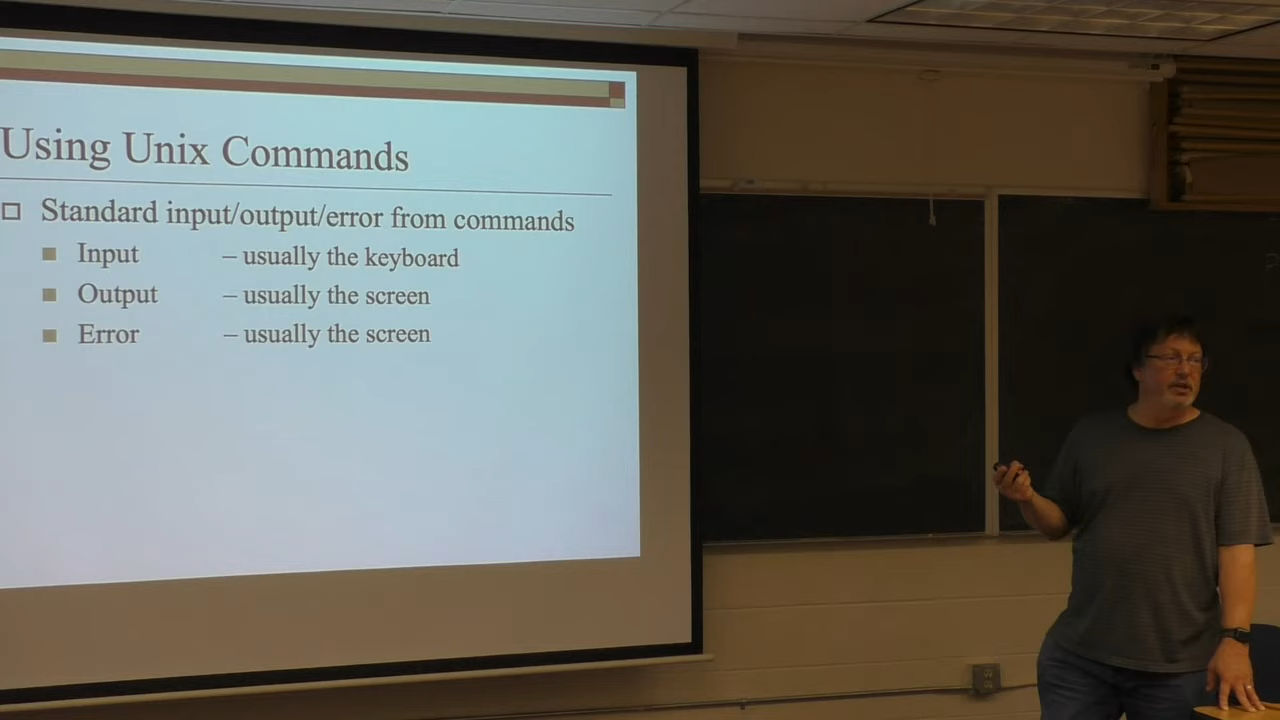 Using Unix Commands
Standard input/output/error from commands
Input – usually the keyboard
Output – usually the screen
Error – usually the screen